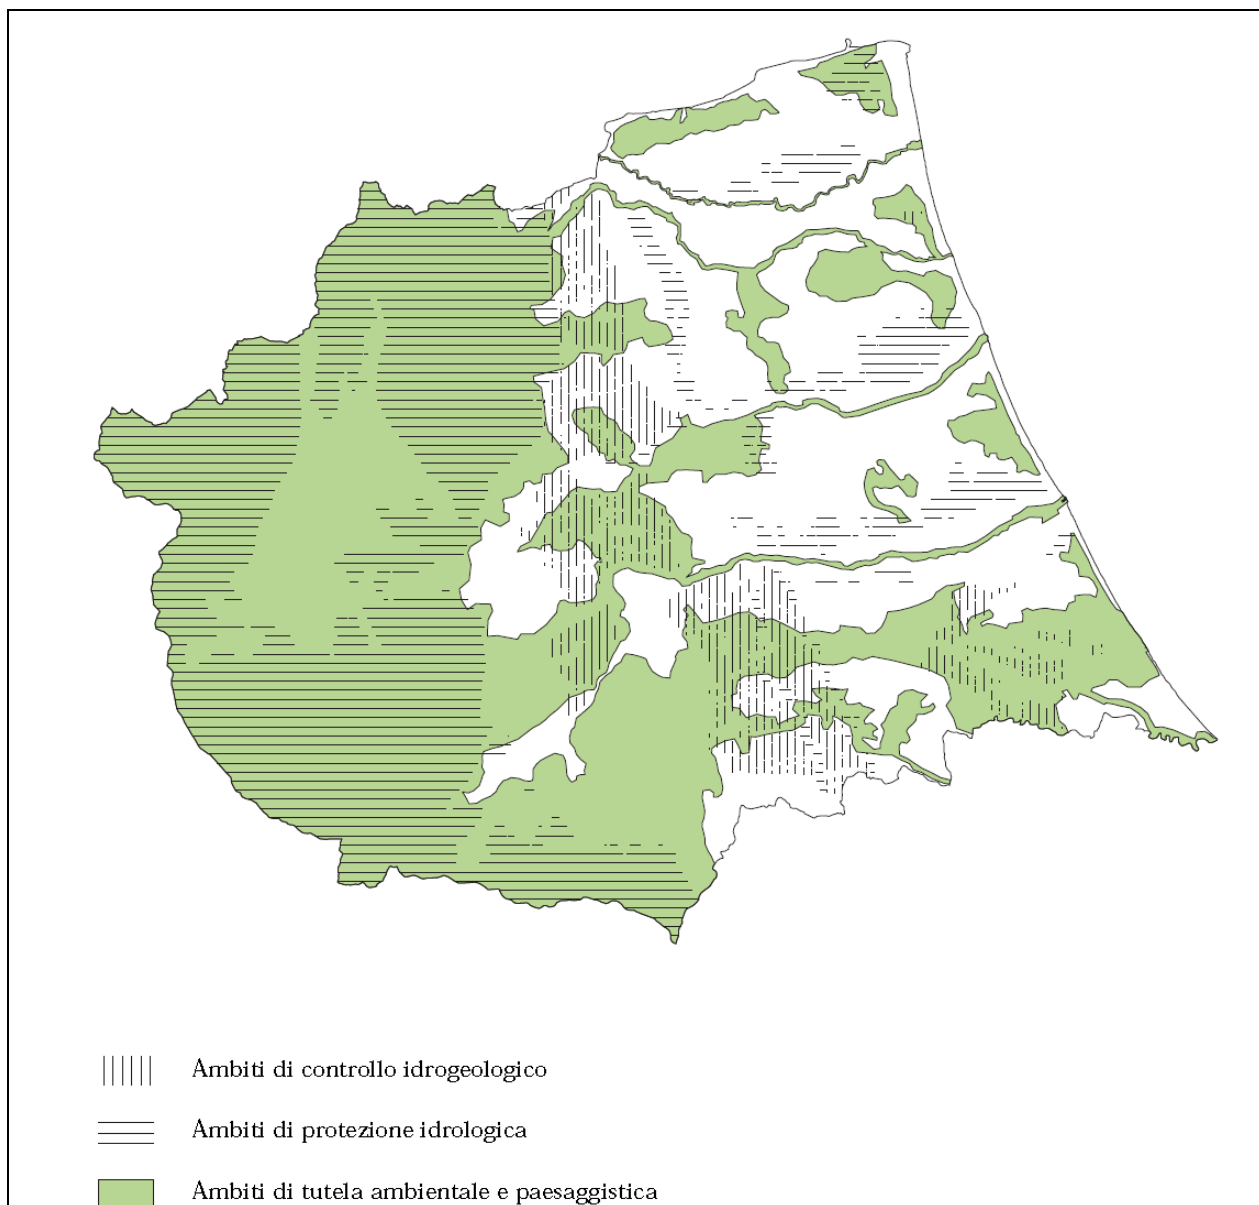 Ambiti di controllo idrogeologico
Ambiti di protezione idrologica
Ambiti di tutela ambientale e paesaggistica